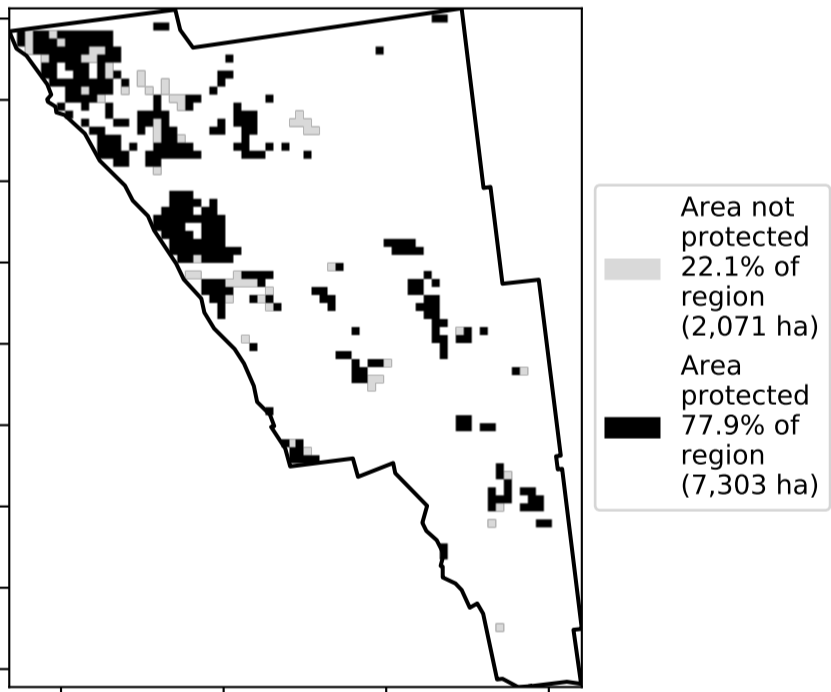 Area not
protected
22.1% of
region
(2,071 ha)
Area
protected
77.9% of
region
(7,303 ha)